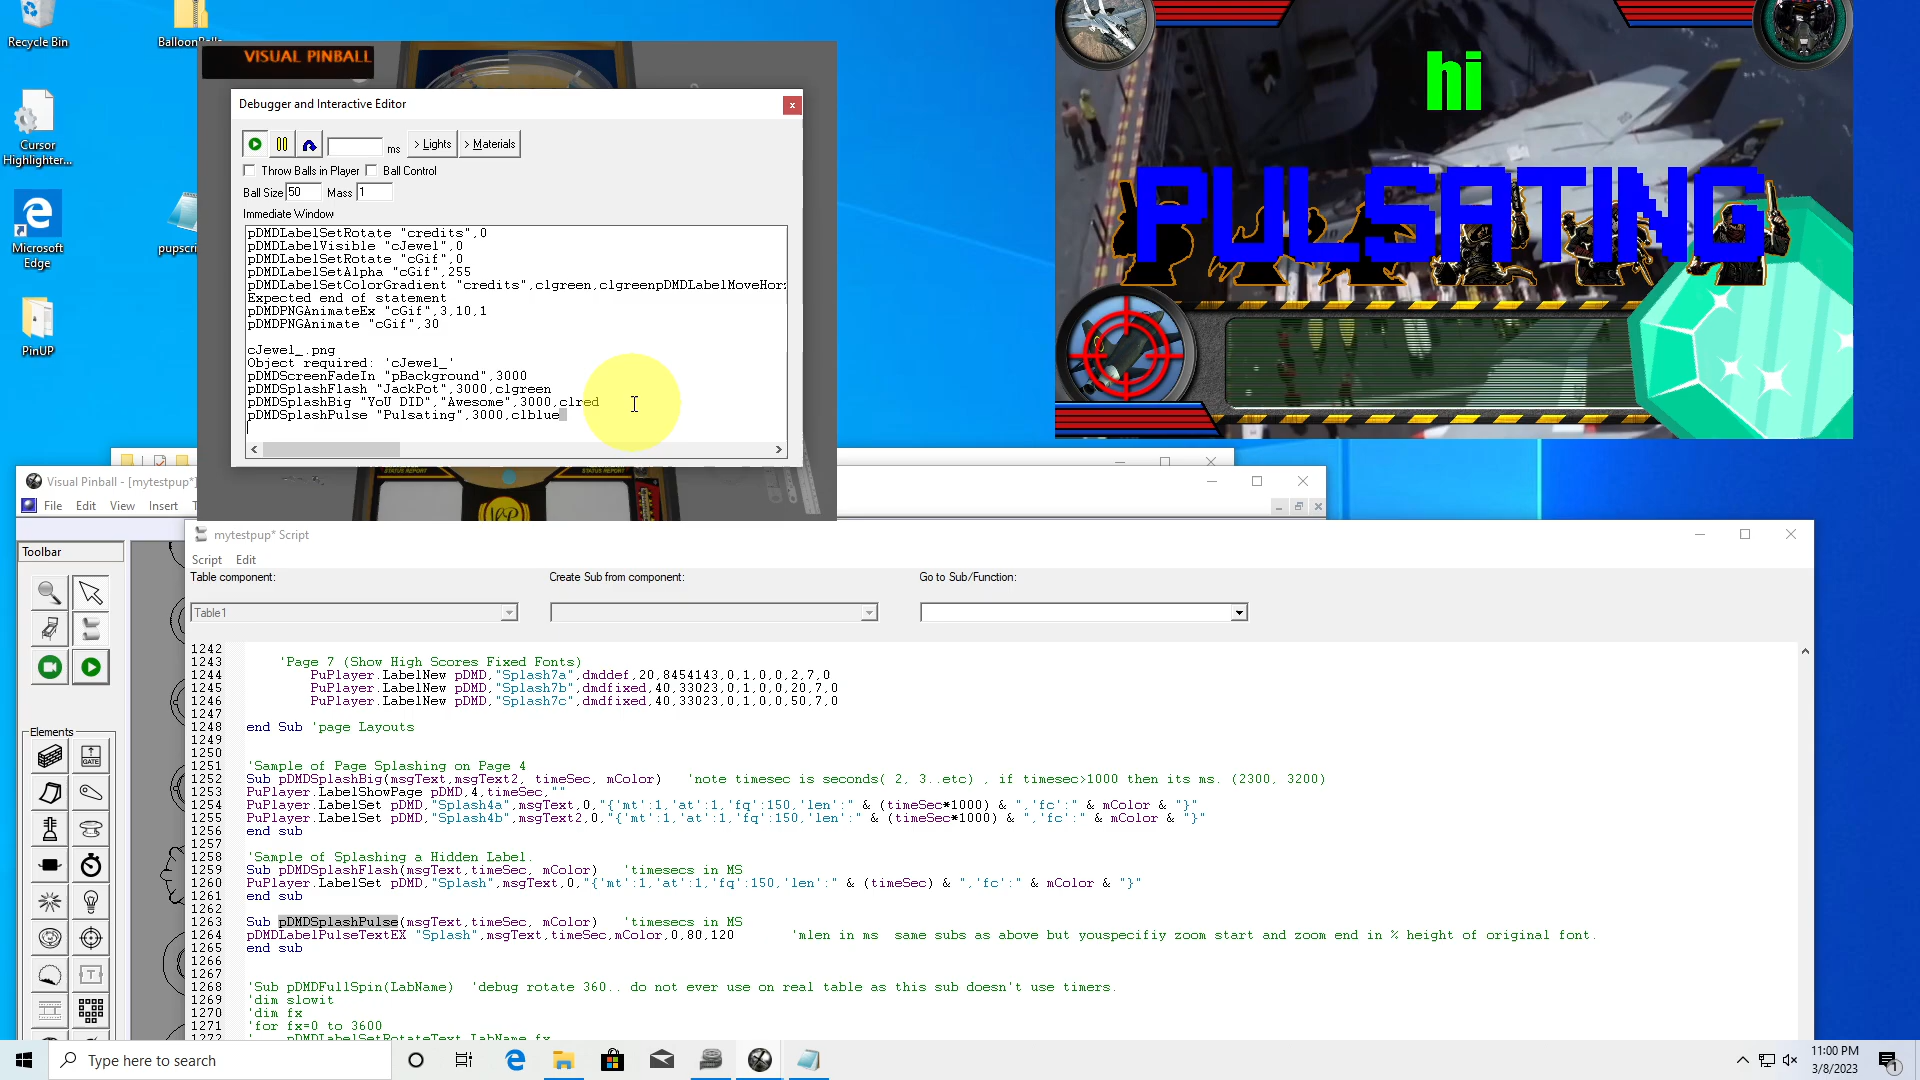 Recycle Bin
BalloonBalls
Cursor
Highlighter...
Microsoft
Edge
pupscri
PinUP
VISUAL PINBALL
Debugger and Interactive Editor
x
ms
> Lights
> Materials
Throw Balls in Player
Ball Control
Ball Size 50
Mass 1
Immediate Window
pDMDLabelSetRotate "credits",0
pDMDLabelVisible "cJewel",0
pDMDLabelSetRotate "cGif",0
pDMDLabelSetAlpha "cGif",255
pDMDLabelSetColorGradient "credits",clgreen,clgreenpDMDLabelMoveHor
Expected end of statement
pDMDPNGAnimateEx "cGif",3,10,1
pDMDPNGAnimate "cGif",30
cJewel_.png
Object required: 'cJewel_'
pDMDScreenFadeIn "pBackground",3000
pDMDSplashFlash "JackPot",3000,clgreen
pDMDSplashBig "YoU DID","Awesome",3000,clred
pDMDSplashPulse "Pulsating",3000,clblue
STATUS REPORT
STATUS REPORT
VP
hi
PULSATING
Visual Pinball - [mytestpup*]
File Edit View Insert T
Toolbar
Elements
GATE
T
mytestpup* Script
Script Edit
Table component:
Create Sub from component:
Go to Sub/Function:
Table1
1242
1243 'Page 7 (Show High Scores Fixed Fonts)
1244 PuPlayer.LabelNew pDMD,"Splash7a",dmddef,20,8454143,0,1,0,0,2,7,0
1245 PuPlayer.LabelNew pDMD,"Splash7b",dmdfixed,40,33023,0,1,0,0,20,7,0
1246 PuPlayer.LabelNew pDMD,"Splash7c",dmdfixed,40,33023,0,1,0,0,50,7,0
1247
1248 end Sub 'page Layouts
1249
1250
1251 'Sample of Page Splashing on Page 4
1252 Sub pDMDSplashBig(msgText,msgText2, timeSec, mColor) 'note timesec is seconds( 2, 3..etc) , if timesec>1000 then its ms. (2300, 3200)
1253 PuPlayer.LabelShowPage pDMD,4,timeSec,""
1254 PuPlayer.LabelSet pDMD,"Splash4a",msgText,0,"{'mt':1,'at':1,'fq':150,'len':" & (timeSec*1000) & ",'fc':" & mColor & "}"
1255 PuPlayer.LabelSet pDMD,"Splash4b",msgText2,0,"{'mt':1,'at':1,'fq':150,'len':" & (timeSec*1000) & ",'fc':" & mColor & "}"
1256 end sub
1257
1258 'Sample of Splashing a Hidden Label.
1259 Sub pDMDSplashFlash(msgText,timeSec, mColor) 'timesecs in MS
1260 PuPlayer.LabelSet pDMD,"Splash",msgText,0,"{'mt':1,'at':1,'fq':150,'len':" & (timeSec) & ",'fc':" & mColor & "}"
1261 end sub
1262
1263 Sub pDMDSplashPulse(msgText,timeSec, mColor) 'timesecs in MS
1264 pDMDLabelPulseTextEX "Splash",msgText,timeSec,mColor,0,80,120 'mlen in ms same subs as above but youspecifiy zoom start and zoom end in % height of original font.
1265 end sub
1266
1267
1268 'Sub pDMDFullSpin(LabName) 'debug rotate 360.. do not ever use on real table as this sub doesn't use timers.
1269 'dim slowit
1270 'dim fx
1271 'for fx=0 to 3600
1272 ' pDMDLabelSetRotateText LabName,fx
Type here to search
11:00 PM
3/8/2023
1